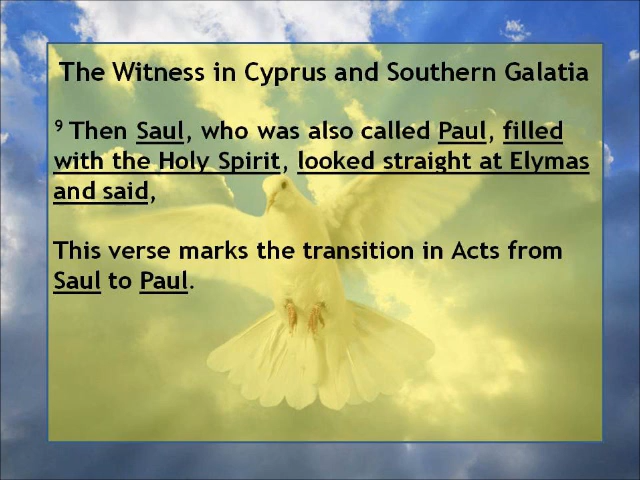 The Witness in Cyprus and Southern Galatia
9 Then Saul, who was also called Paul, filled
with the Holy Spirit, looked straight at Elymas
and said,
This verse marks the transition in Acts from
Saul to Paul.